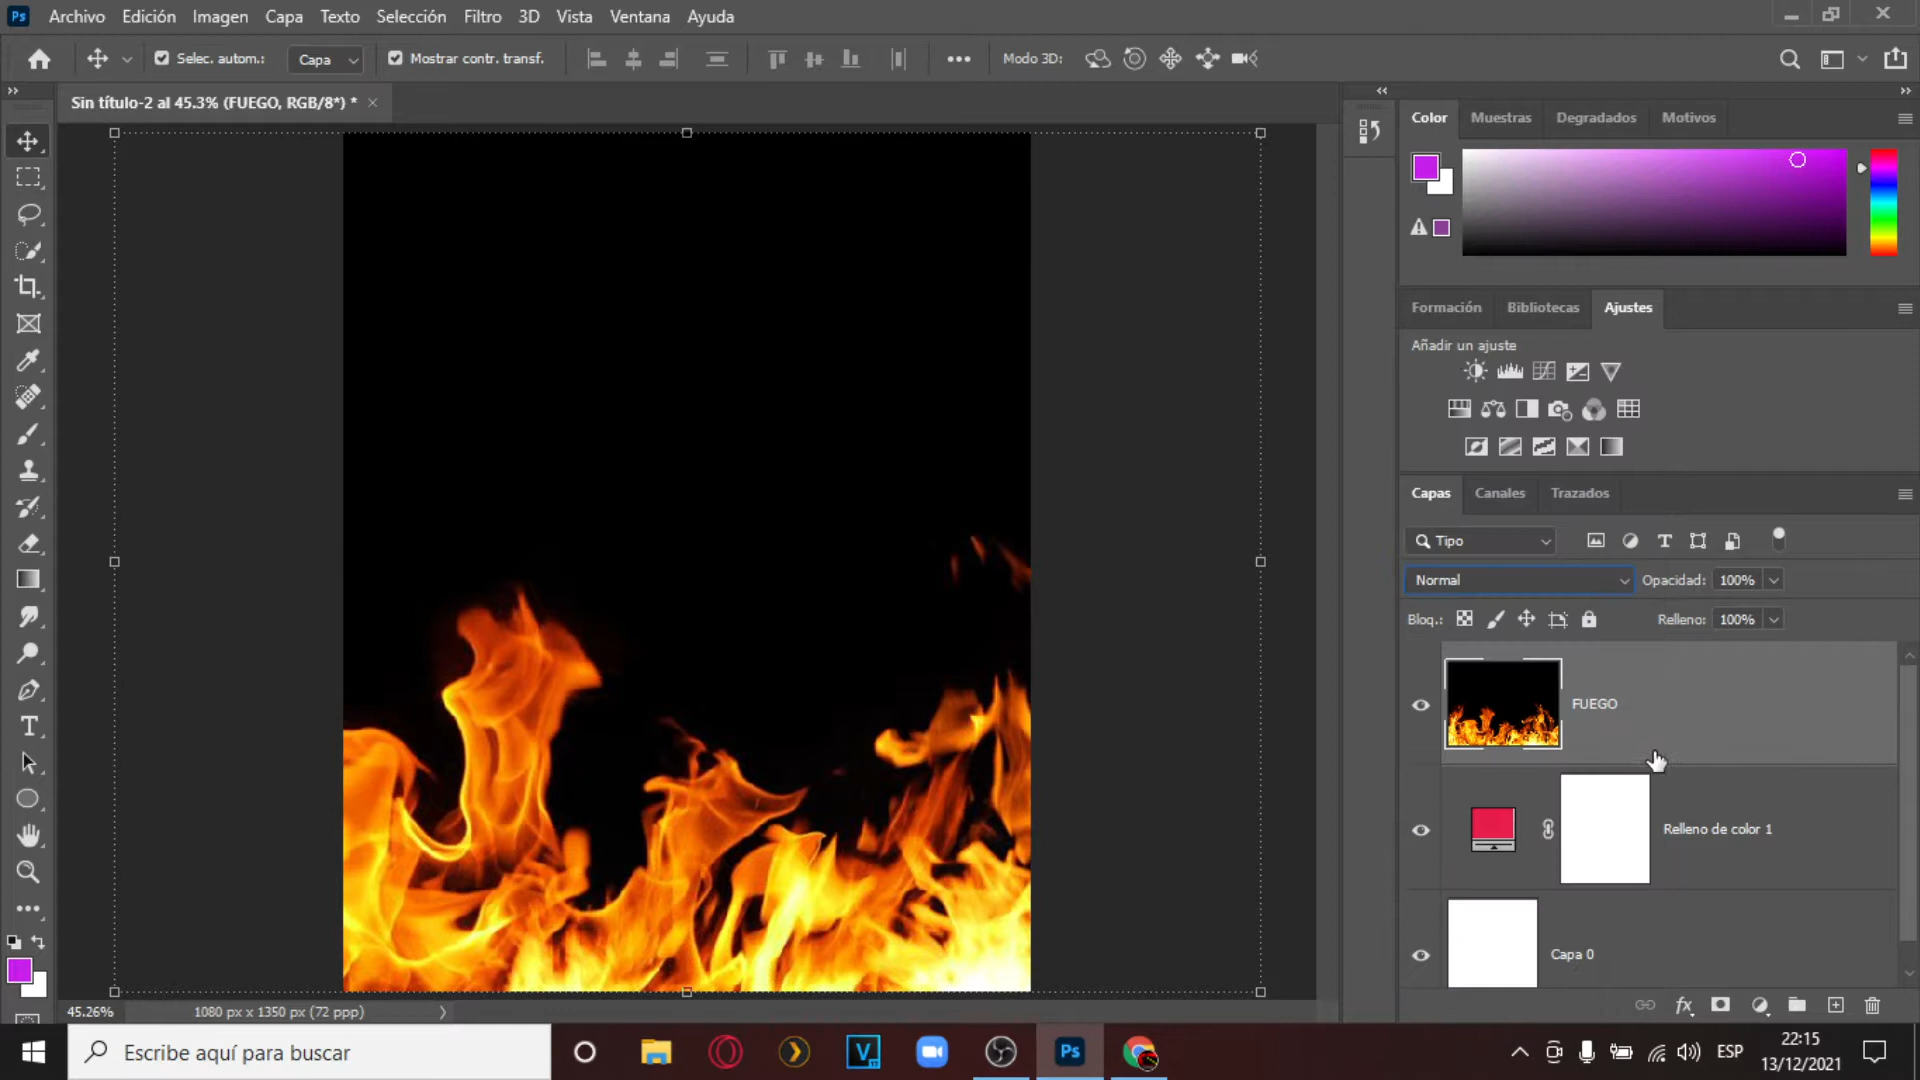 Ps Archivo Edición Imagen Capa Texto Selección Filtro 3D Vista Ventana Ayuda
Selec. autom.: Capa Mostrar contr. transf. Modo 3D:
Sin título-2 al 45.3% (FUEGO, RGB/8*) *
Color Muestras Degradados Motivos
Formación Bibliotecas Ajustes
Añadir un ajuste
Capas Canales Trazados
Tipo
Normal Opacidad: 100%
Bloq.: Relleno: 100%
FUEGO
Relleno de color 1
Capa 0
fx
45.26% 1080 px x 1350 px (72 ppp)
Escribe aquí para buscar
V
Ps
ESP
22:15
13/12/2021